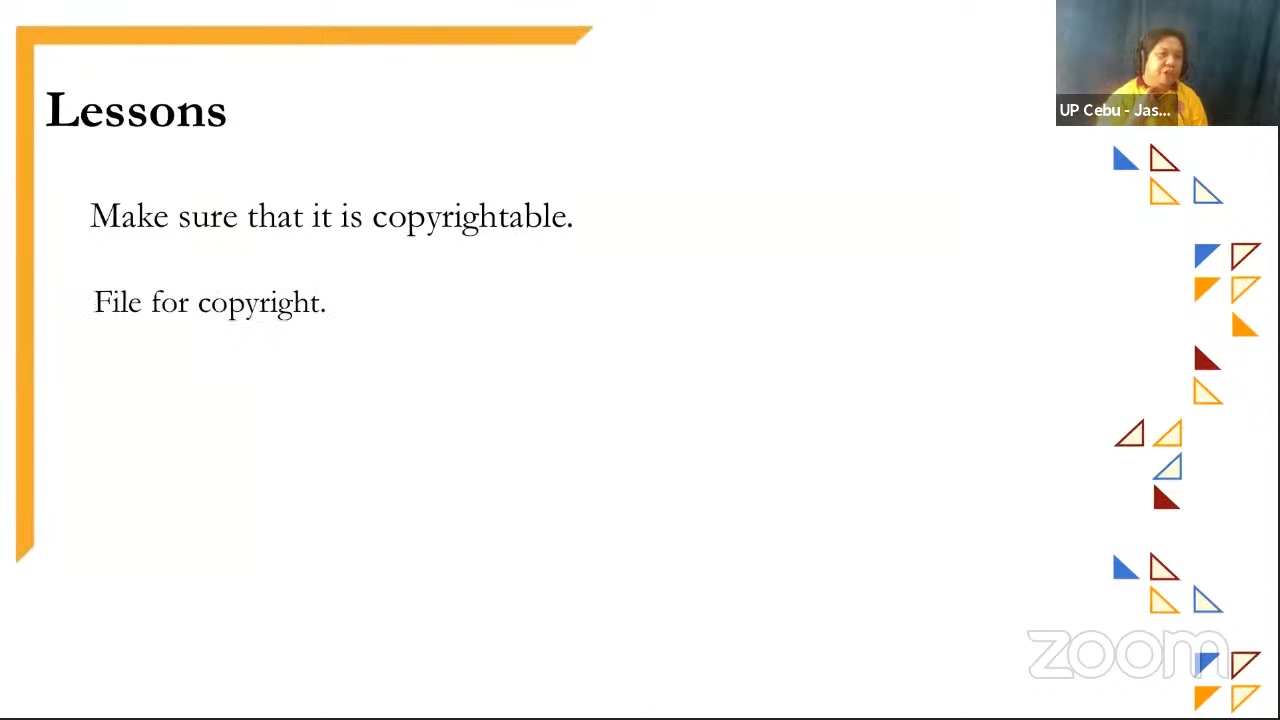 UP Cebu - Jas...
Lessons
Make sure that it is copyrightable.
File for copyright.
zoom